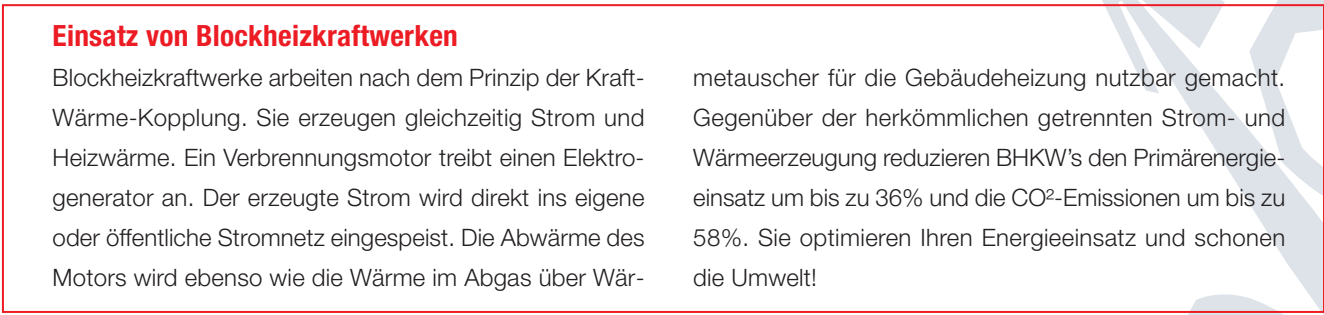 Einsatz von Blockheizkraftwerken
Blockheizkraftwerke arbeiten nach dem Prinzip der Kraft-
Wärme-Kopplung. Sie erzeugen gleichzeitig Strom und
Heizwärme. Ein Verbrennungsmotor treibt einen Elektro-
generator an. Der erzeugte Strom wird direkt ins eigene
oder öffentliche Stromnetz eingespeist. Die Abwärme des
Motors wird ebenso wie die Wärme im Abgas über Wär-
metauscher für die Gebäudeheizung nutzbar gemacht.
Gegenüber der herkömmlichen getrennten Strom- und
Wärmeerzeugung reduzieren BHKW’s den Primärenergie-
einsatz um bis zu 36% und die CO²-Emissionen um bis zu
58%. Sie optimieren Ihren Energieeinsatz und schonen
die Umwelt!